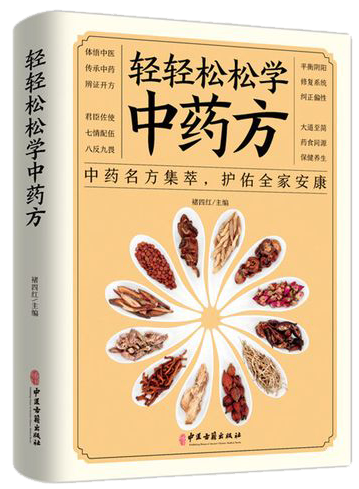 轻轻松松学中药方
褚四红/主编
中医古籍出版社
体悟中医
传承中药
辨证开方
君臣佐使
七情配伍
八反九畏
轻轻松松学
中药方
平衡阴阳
修复系统
纠正偏性
大道至简
药食同源
保健养生
中药名方集萃，护佑全家安康
褚四红/主编
中医古籍出版社